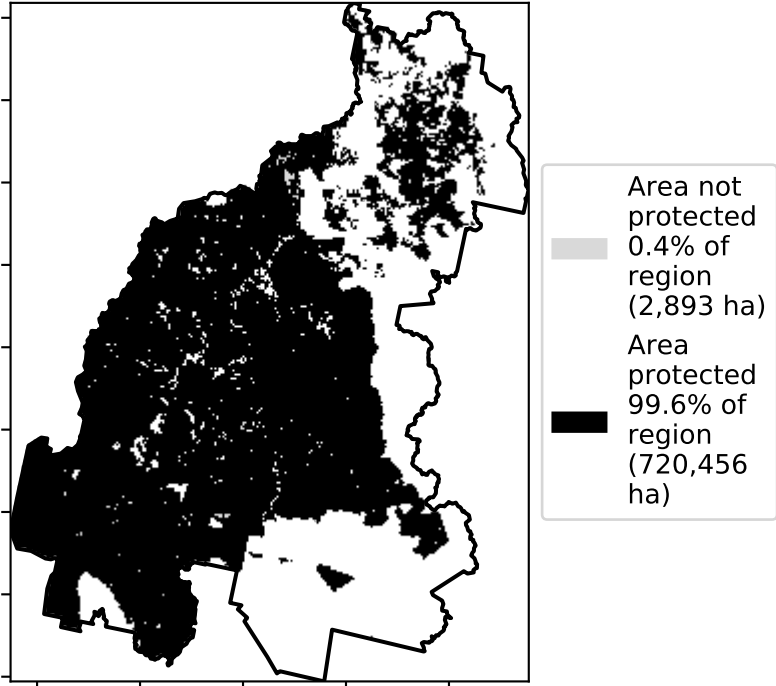 Area not
protected
0.4% of
region
(2,893 ha)
Area
protected
99.6% of
region
(720,456
ha)